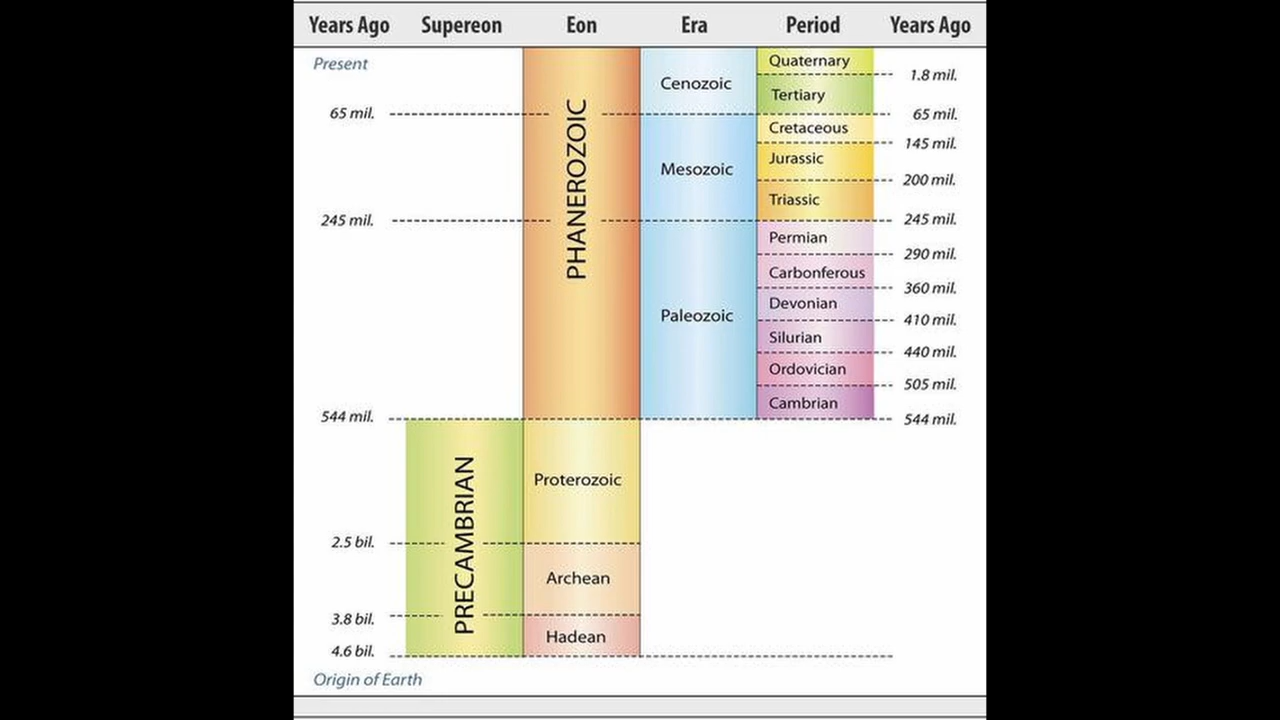 Years Ago Supereon Eon Era Period Years Ago
Present
Quaternary
1.8 mil.
Cenozoic
Tertiary
65 mil.
65 mil.
Cretaceous
145 mil.
Jurassic
Mesozoic
200 mil.
Triassic
PHANEROZOIC
245 mil.
245 mil.
Permian
290 mil.
Carbonferous
360 mil.
Devonian
Paleozoic
410 mil.
Silurian
440 mil.
Ordovician
505 mil.
Cambrian
544 mil.
544 mil.
PRECAMBRIAN
Proterozoic
2.5 bil.
Archean
3.8 bil.
Hadean
4.6 bil.
Origin of Earth